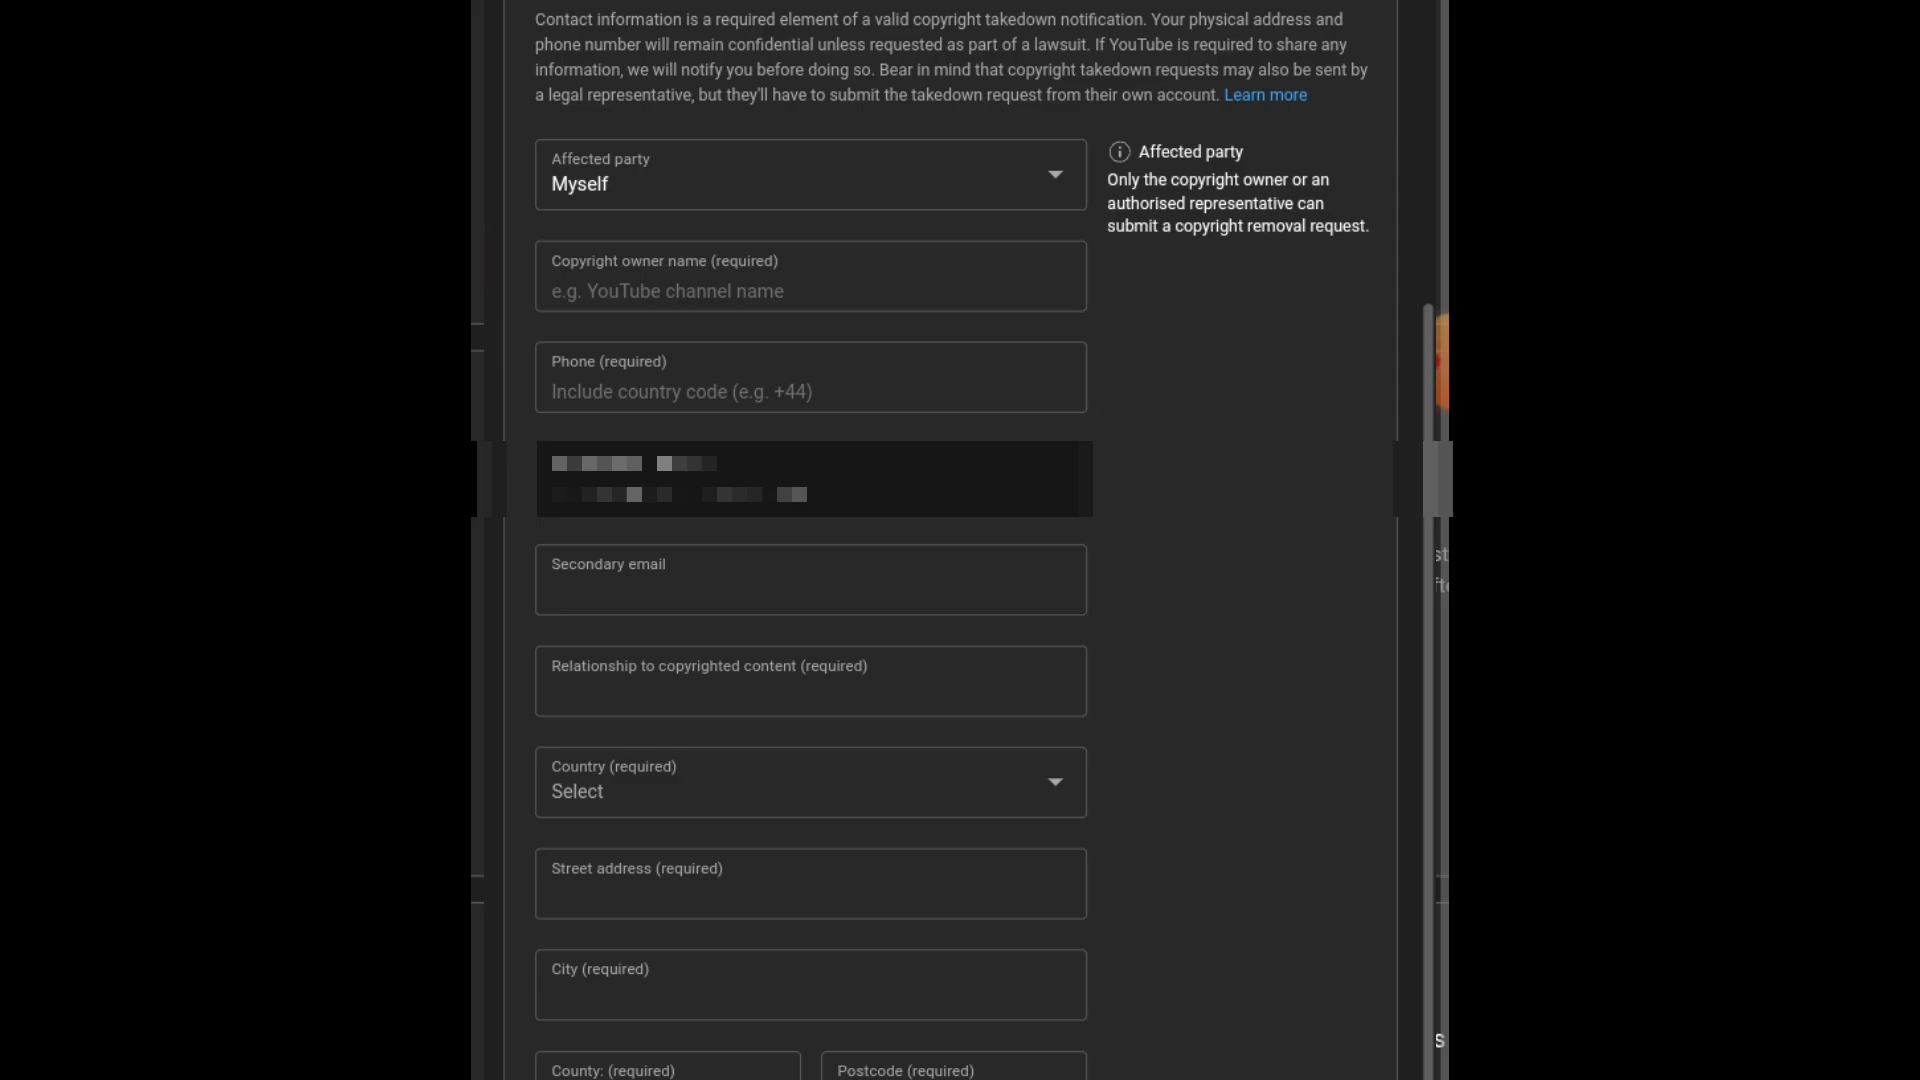 Contact information is a required element of a valid copyright takedown notification. Your physical address and
phone number will remain confidential unless requested as part of a lawsuit. If YouTube is required to share any
information, we will notify you before doing so. Bear in mind that copyright takedown requests may also be sent by
a legal representative, but they'll have to submit the takedown request from their own account. Learn more
Affected party
Myself
Affected party
Only the copyright owner or an
authorised representative can
submit a copyright removal request.
Copyright owner name (required)
e.g. YouTube channel name
Phone (required)
Include country code (e.g. +44)
Secondary email
Relationship to copyrighted content (required)
Country (required)
Select
Street address (required)
City (required)
County: (required)
Postcode (required)